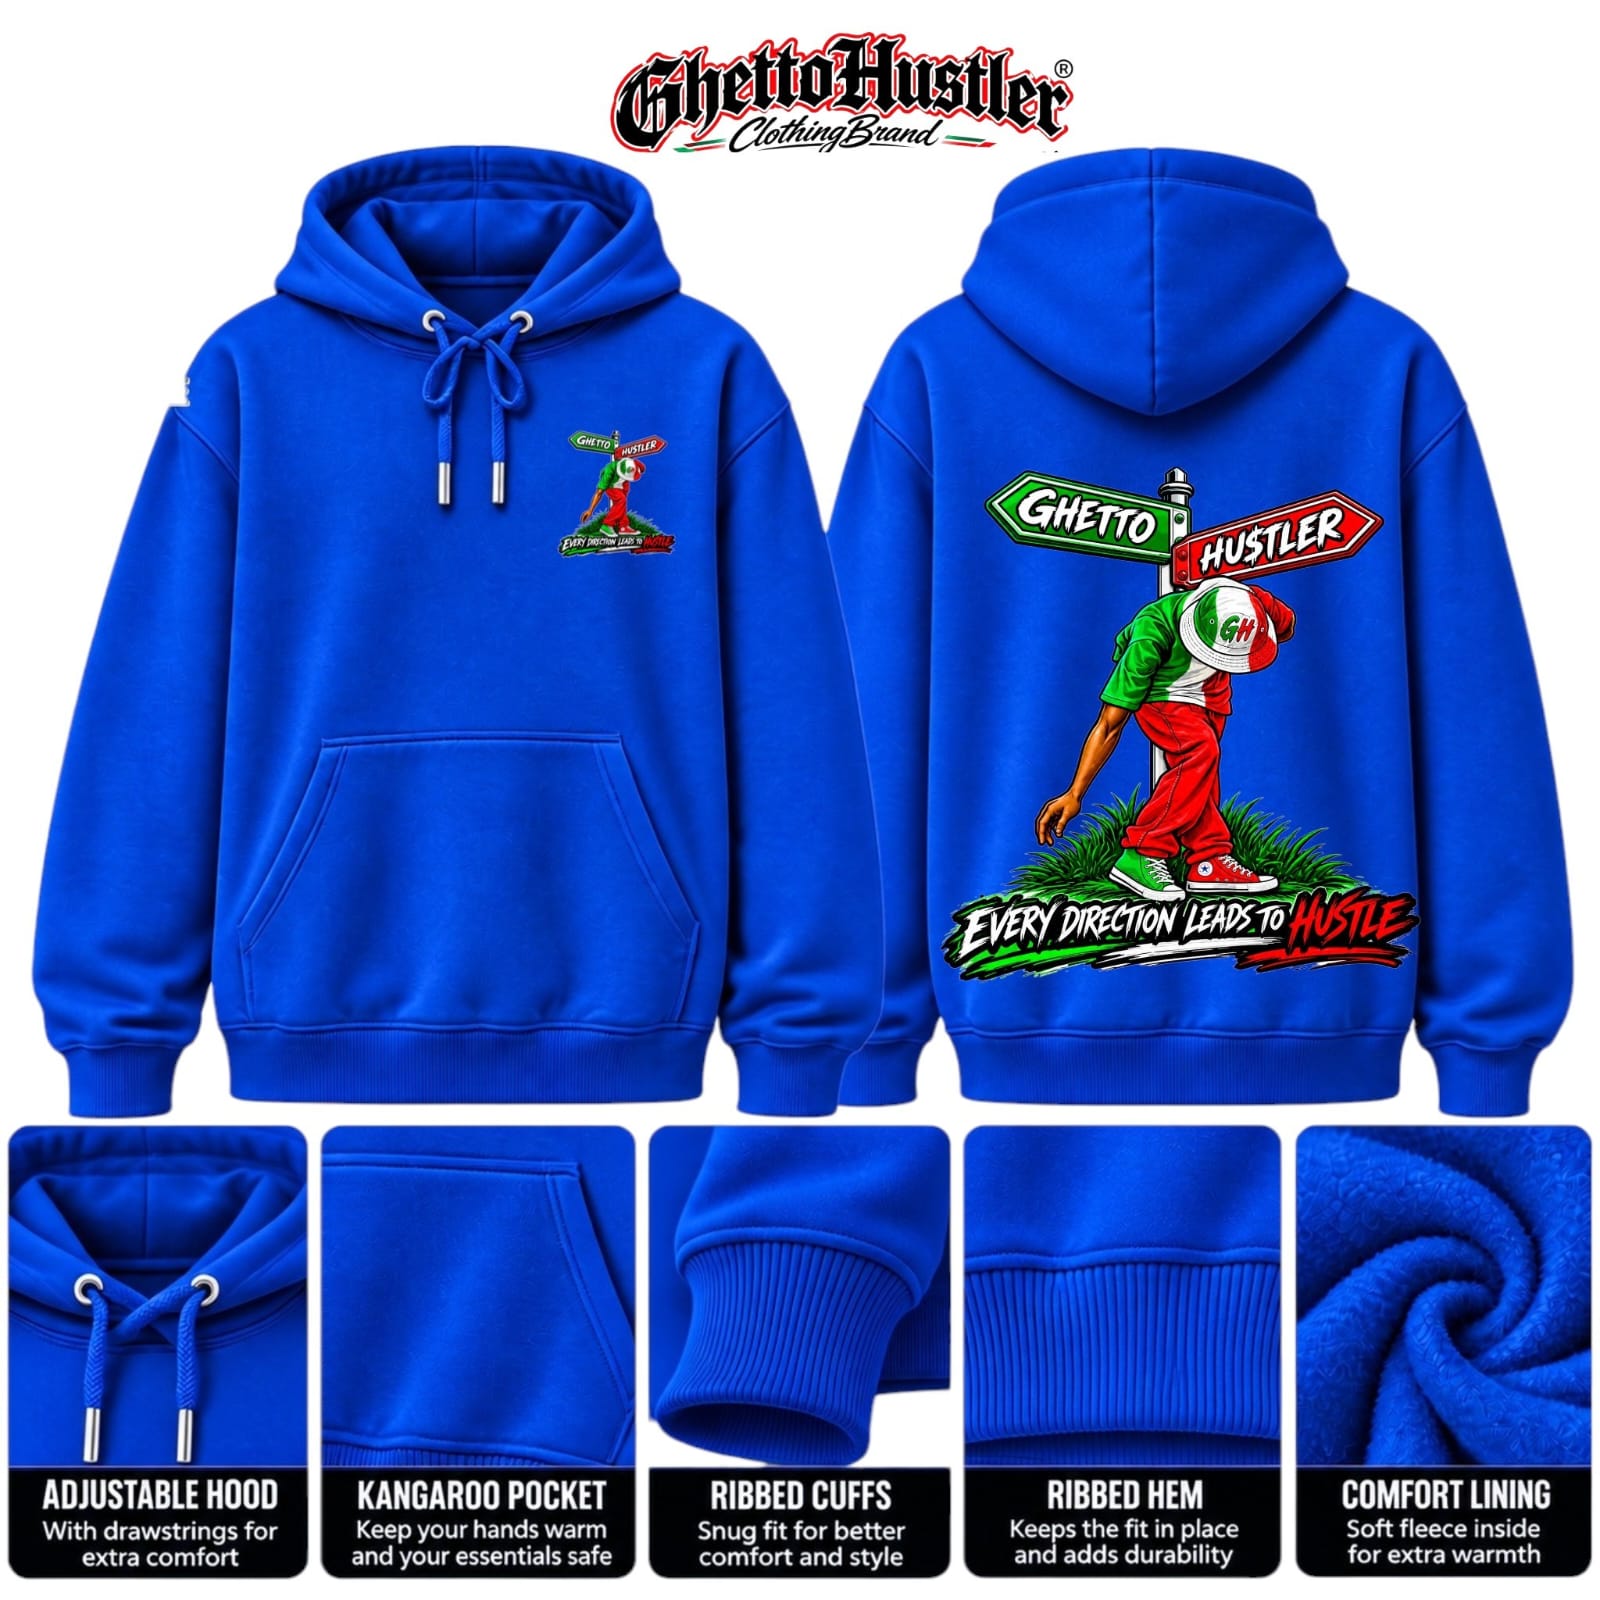 GhettoHustler®
Clothing Brand
GHETTO
HUSTLER
EVERY DIRECTION LEADS TO HUSTLE
GHETTO
HU$TLER
GH
EVERY DIRECTION LEADS TO HUSTLE
ADJUSTABLE HOOD
With drawstrings for
extra comfort
KANGAROO POCKET
Keep your hands warm
and your essentials safe
RIBBED CUFFS
Snug fit for better
comfort and style
RIBBED HEM
Keeps the fit in place
and adds durability
COMFORT LINING
Soft fleece inside
for extra warmth